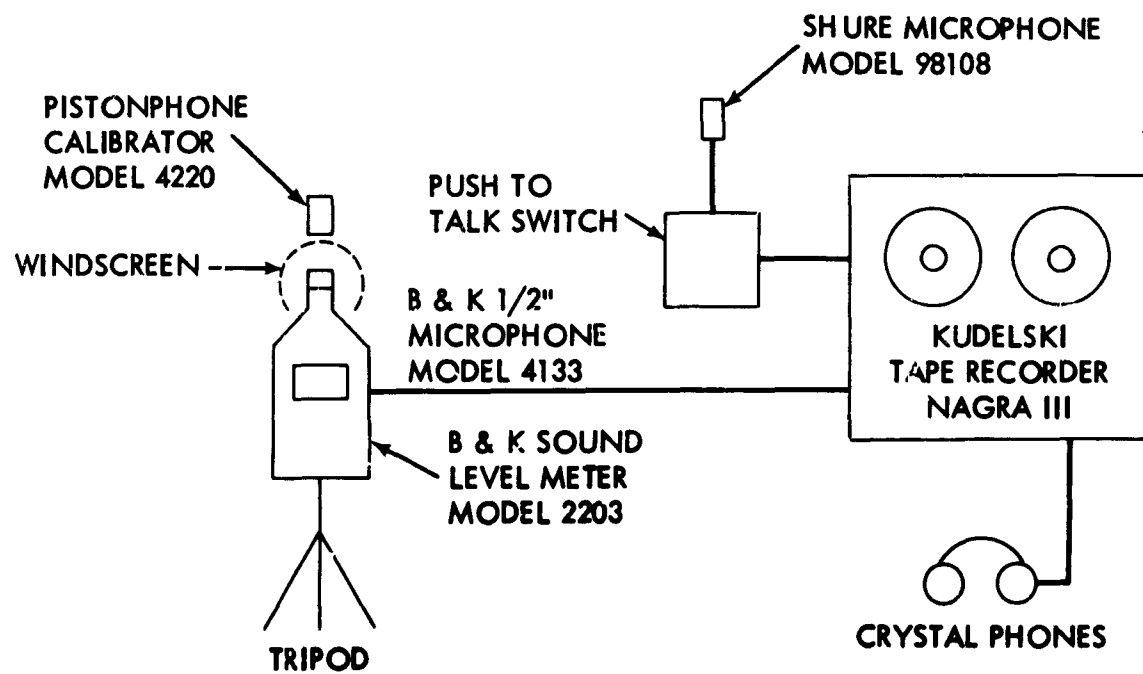 SHURE MICROPHONE
MODEL 98108
PISTONPHONE
CALIBRATOR
MODEL 4220
PUSH TO
TALK SWITCH
WINDSCREEN
B & K 1/2"
MICROPHONE
MODEL 4133
KUDELSKI
TAPE RECORDER
NAGRA III
B & K SOUND
LEVEL METER
MODEL 2203
CRYSTAL PHONES
TRIPOD